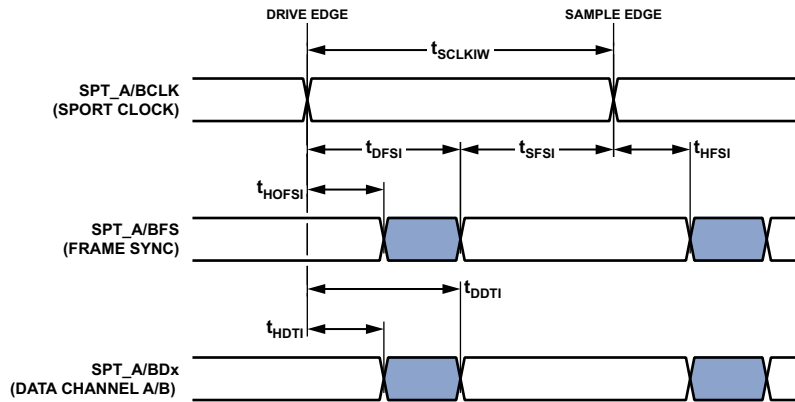 DRIVE EDGE
SAMPLE EDGE
tSCLKIW
SPT_A/BCLK
(SPORT CLOCK)
tDFSI
tSFSI
tHFSI
tHOFSI
SPT_A/BFS
(FRAME SYNC)
tDDTI
tHDTI
SPT_A/BDx
(DATA CHANNEL A/B)